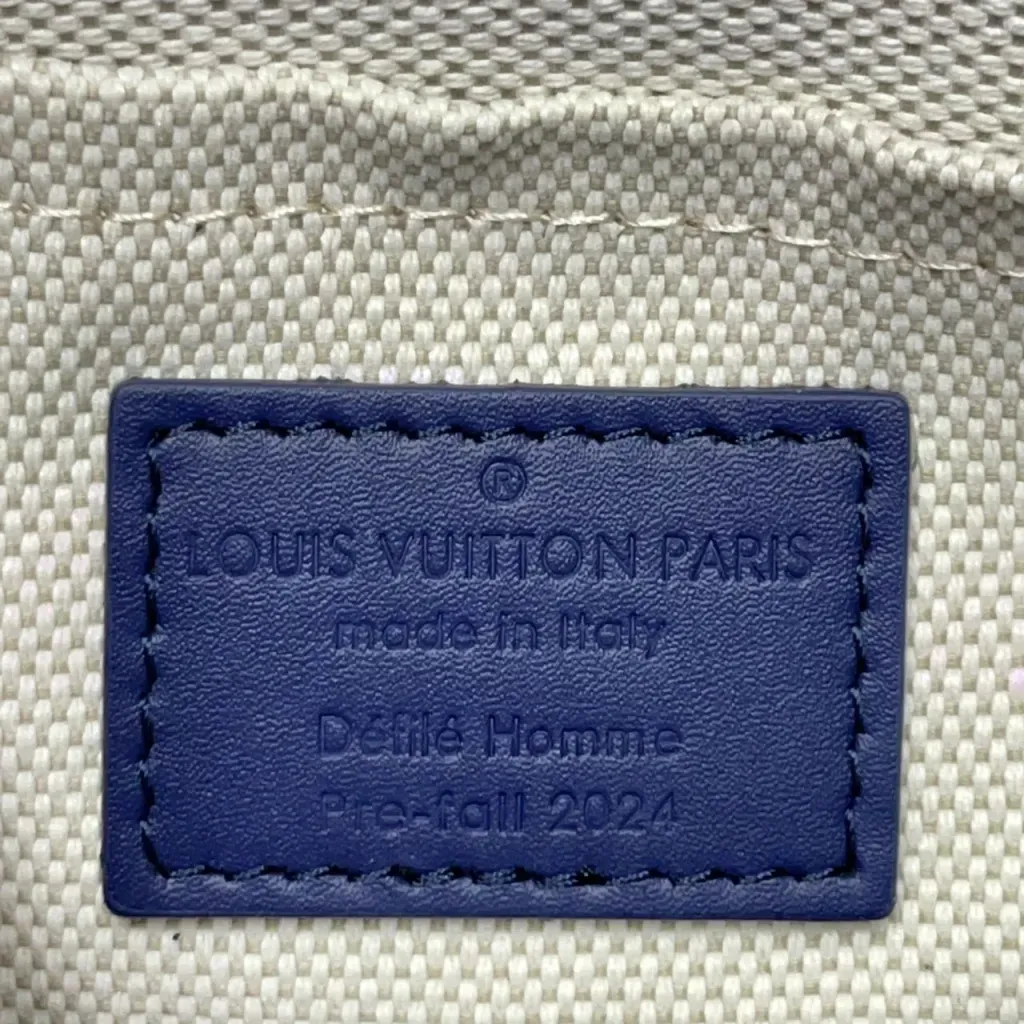 ®
LOUIS VUITTON PARIS
made in Italy
Défilé Homme
Pre-fall 2024